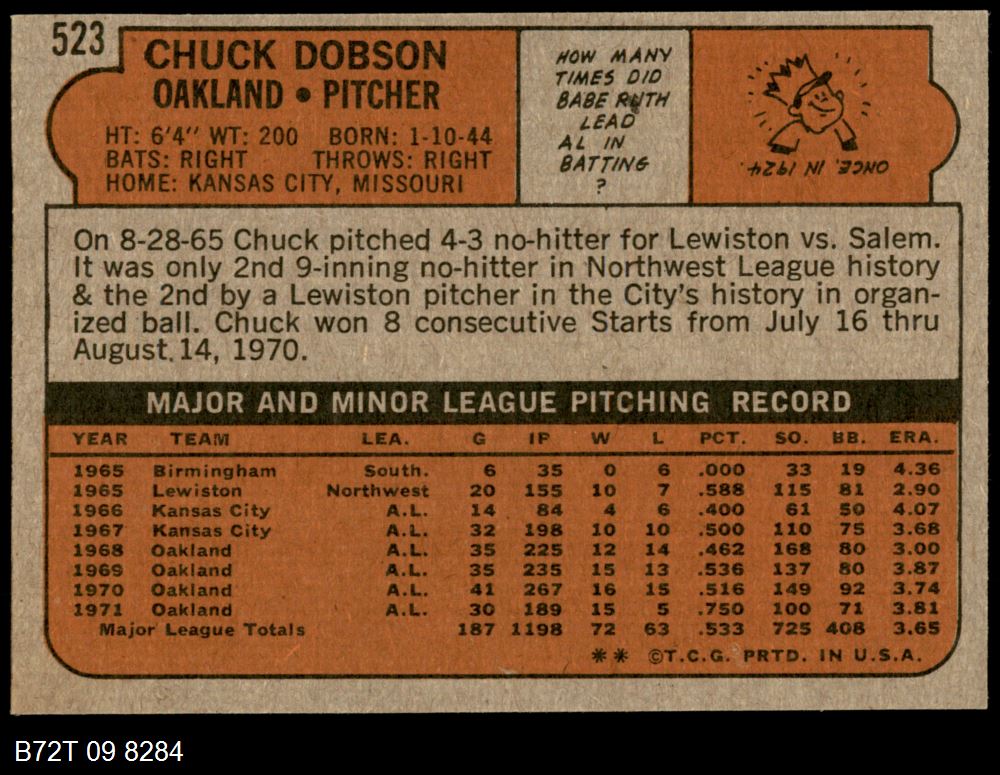 523
CHUCK DOBSON
OAKLAND • PITCHER
HT: 6'4" WT: 200 BORN: 1-10-44
BATS: RIGHT THROWS: RIGHT
HOME: KANSAS CITY, MISSOURI
HOW MANY
TIMES DID
BABE RUTH
LEAD
AL IN
BATTING
?
ONCE, IN 1924.
On 8-28-65 Chuck pitched 4-3 no-hitter for Lewiston vs. Salem.
It was only 2nd 9-inning no-hitter in Northwest League history
& the 2nd by a Lewiston pitcher in the City's history in organ-
ized ball. Chuck won 8 consecutive Starts from July 16 thru
August 14, 1970.
MAJOR AND MINOR LEAGUE PITCHING RECORD
YEAR TEAM LEA. G IP W L PCT. SO. BB. ERA.
1965 Birmingham South. 6 35 0 6 .000 33 19 4.36
1965 Lewiston Northwest 20 155 10 7 .588 115 81 2.90
1966 Kansas City A.L. 14 84 4 6 .400 61 50 4.07
1967 Kansas City A.L. 32 198 10 10 .500 110 75 3.68
1968 Oakland A.L. 35 225 12 14 .462 168 80 3.00
1969 Oakland A.L. 35 235 15 13 .536 137 80 3.87
1970 Oakland A.L. 41 267 16 15 .516 149 92 3.74
1971 Oakland A.L. 30 189 15 5 .750 100 71 3.81
Major League Totals 187 1198 72 63 .533 725 408 3.65
** ©T.C.G. PRTD. IN U.S.A.
B72T 09 8284